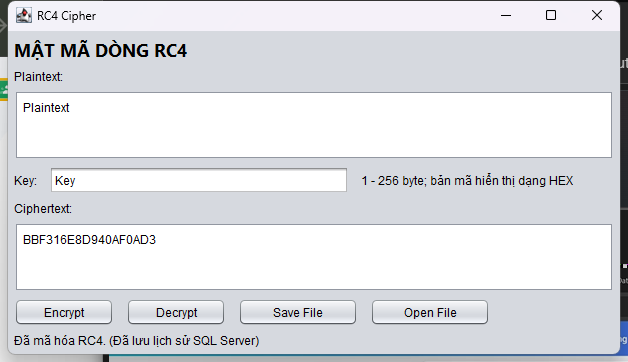 RC4 Cipher
MẬT MÃ DÒNG RC4
Plaintext:
Plaintext
Key: Key 1 - 256 byte; bản mã hiển thị dạng HEX
Ciphertext:
BBF316E8D940AF0AD3
Encrypt Decrypt Save File Open File
Đã mã hóa RC4. (Đã lưu lịch sử SQL Server)